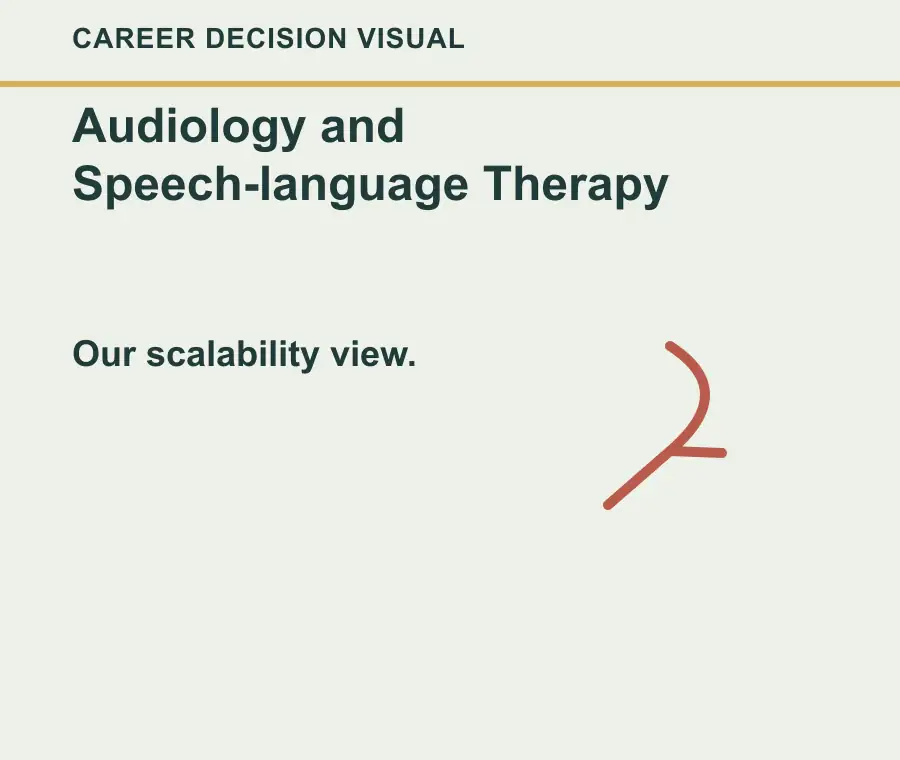 CAREER DECISION VISUAL
Audiology and
Speech-language Therapy
Our scalability view.